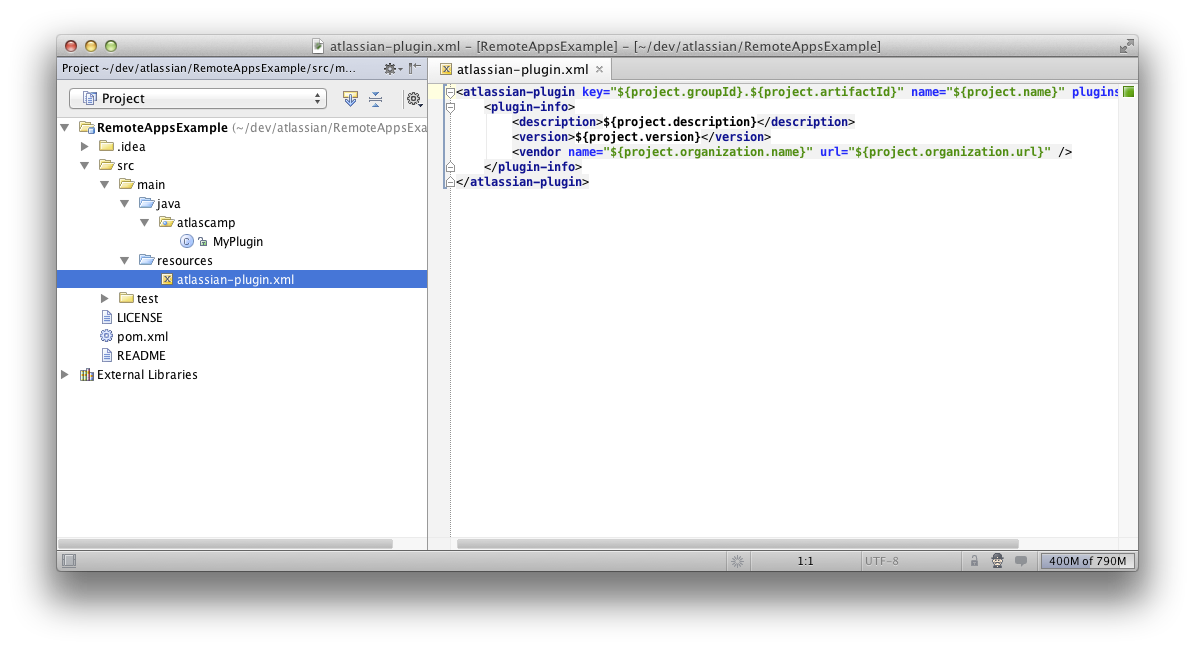 atlassian-plugin.xml – [RemoteAppsExample] – [~/dev/atlassian/RemoteAppsExample]
Project ~/dev/atlassian/RemoteAppsExample/src/m...
atlassian-plugin.xml
Project
RemoteAppsExample (~/dev/atlassian/RemoteAppsExa
.idea
src
main
java
atlascamp
MyPlugin
resources
atlassian-plugin.xml
test
LICENSE
pom.xml
README
External Libraries
<atlassian-plugin key="${project.groupId}.${project.artifactId}" name="${project.name}" plugins
<plugin-info>
<description>${project.description}</description>
<version>${project.version}</version>
<vendor name="${project.organization.name}" url="${project.organization.url}" />
</plugin-info>
</atlassian-plugin>
1:1
UTF-8
400M of 790M